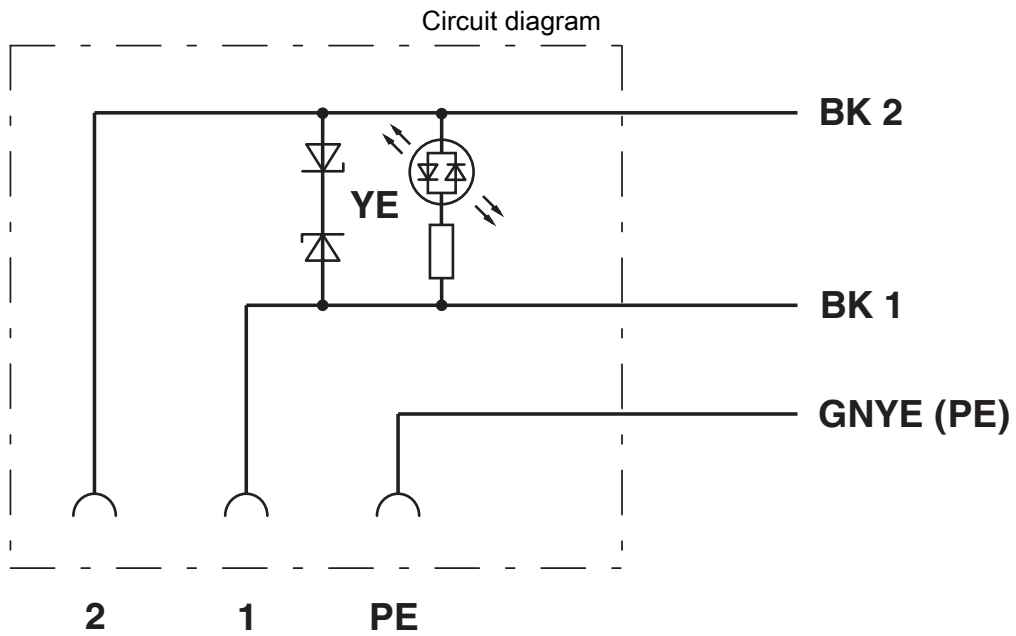 Circuit diagram
BK 2
YE
BK 1
GNYE (PE)
2 1 PE